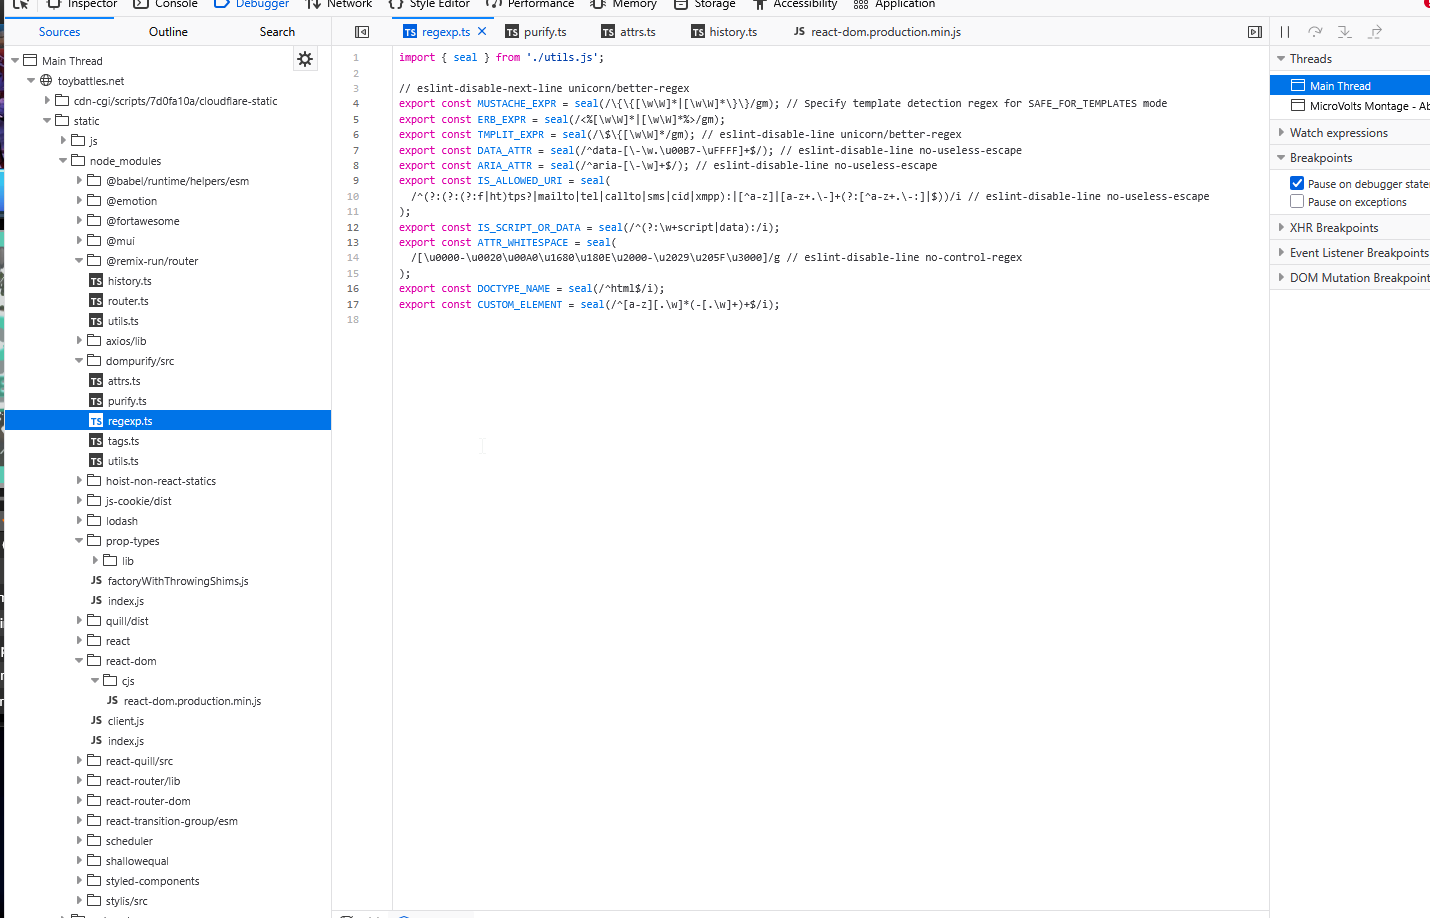 Inspector Console Debugger Network Style Editor Performance Memory Storage Accessibility Application
Sources Outline Search
regexp.ts purify.ts attrs.ts history.ts react-dom.production.min.js
Main Thread
toybattles.net
cdn-cgi/scripts/7d0fa10a/cloudflare-static
static
js
node_modules
@babel/runtime/helpers/esm
@emotion
@fortawesome
@mui
@remix-run/router
TS history.ts
TS router.ts
TS utils.ts
axios/lib
dompurify/src
TS attrs.ts
TS purify.ts
TS regexp.ts
TS tags.ts
TS utils.ts
hoist-non-react-statics
js-cookie/dist
lodash
prop-types
lib
JS factoryWithThrowingShims.js
JS index.js
quill/dist
react
react-dom
cjs
JS react-dom.production.min.js
JS client.js
JS index.js
react-quill/src
react-router/lib
react-router-dom
react-transition-group/esm
scheduler
shallowequal
styled-components
stylis/src
1 import { seal } from './utils.js';
2
3 // eslint-disable-next-line unicorn/better-regex
4 export const MUSTACHE_EXPR = seal(/\{\{[\w\W]*|[\w\W]*\}\}/gm); // Specify template detection regex for SAFE_FOR_TEMPLATES mode
5 export const ERB_EXPR = seal(/<%[\w\W]*|[\w\W]*%>/gm);
6 export const TMPLIT_EXPR = seal(/\$\{[\w\W]*/gm); // eslint-disable-line unicorn/better-regex
7 export const DATA_ATTR = seal(/^data-[\-\w.\u00B7-\uFFFF]+$/); // eslint-disable-line no-useless-escape
8 export const ARIA_ATTR = seal(/^aria-[\-\w]+$/); // eslint-disable-line no-useless-escape
9 export const IS_ALLOWED_URI = seal(
10 /^(?:(?:(?:f|ht)tps?|mailto|tel|callto|sms|cid|xmpp):|[^a-z]|[a-z+.\-]+(?:[^a-z+.\-:]|$))/i // eslint-disable-line no-useless-escape
11 );
12 export const IS_SCRIPT_OR_DATA = seal(/^(?:\w+script|data):/i);
13 export const ATTR_WHITESPACE = seal(
14 /[\u0000-\u0020\u00A0\u1680\u180E\u2000-\u2029\u205F\u3000]/g // eslint-disable-line no-control-regex
15 );
16 export const DOCTYPE_NAME = seal(/^html$/i);
17 export const CUSTOM_ELEMENT = seal(/^[a-z][.\w]*(-[.\w]+)+$/i);
18
Threads
Main Thread
MicroVolts Montage - Ab
Watch expressions
Breakpoints
Pause on debugger state
Pause on exceptions
XHR Breakpoints
Event Listener Breakpoints
DOM Mutation Breakpoint